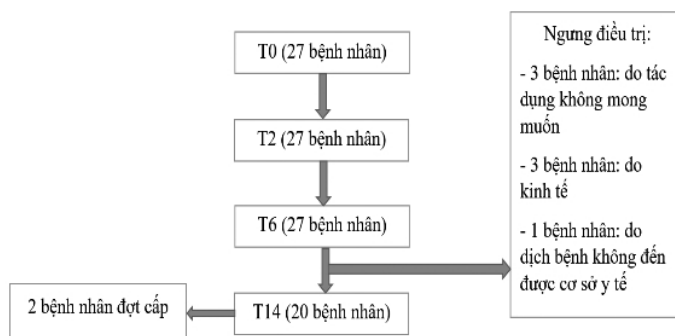 T0 (27 bệnh nhân)
T2 (27 bệnh nhân)
T6 (27 bệnh nhân)
T14 (20 bệnh nhân)
2 bệnh nhân đợt cấp
Ngưng điều trị:
- 3 bệnh nhân: do tác
dụng không mong
muốn
- 3 bệnh nhân: do
kinh tế
- 1 bệnh nhân: do
dịch bệnh không đến
được cơ sở y tế